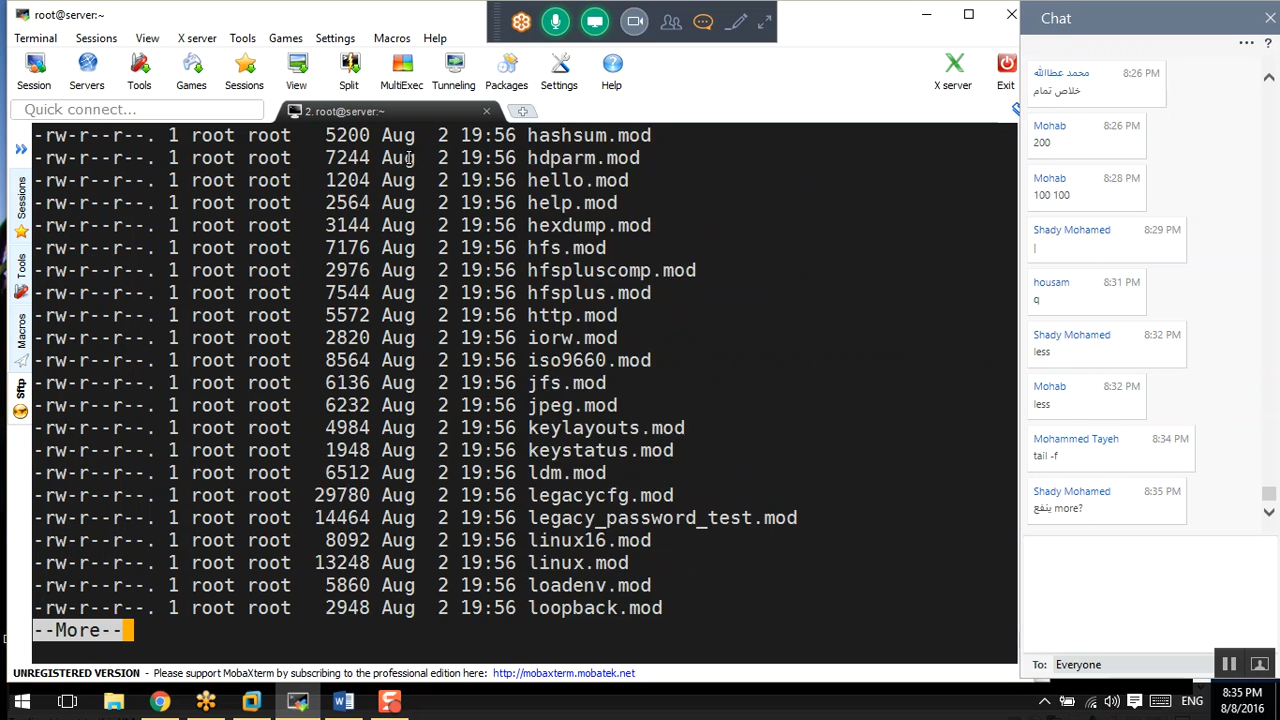 root@server:~
Chat
Terminal Sessions View X server Tools Games Settings Macros Help
Session Servers Tools Games Sessions View Split MultiExec Tunneling Packages Settings Help X server Exit
Quick connect...
2. root@server:~
-rw-r--r--. 1 root root 5200 Aug 2 19:56 hashsum.mod
-rw-r--r--. 1 root root 7244 Aug 2 19:56 hdparm.mod
-rw-r--r--. 1 root root 1204 Aug 2 19:56 hello.mod
-rw-r--r--. 1 root root 2564 Aug 2 19:56 help.mod
-rw-r--r--. 1 root root 3144 Aug 2 19:56 hexdump.mod
-rw-r--r--. 1 root root 7176 Aug 2 19:56 hfs.mod
-rw-r--r--. 1 root root 2976 Aug 2 19:56 hfspluscomp.mod
-rw-r--r--. 1 root root 7544 Aug 2 19:56 hfsplus.mod
-rw-r--r--. 1 root root 5572 Aug 2 19:56 http.mod
-rw-r--r--. 1 root root 2820 Aug 2 19:56 iorw.mod
-rw-r--r--. 1 root root 8564 Aug 2 19:56 iso9660.mod
-rw-r--r--. 1 root root 6136 Aug 2 19:56 jfs.mod
-rw-r--r--. 1 root root 6232 Aug 2 19:56 jpeg.mod
-rw-r--r--. 1 root root 4984 Aug 2 19:56 keylayouts.mod
-rw-r--r--. 1 root root 1948 Aug 2 19:56 keystatus.mod
-rw-r--r--. 1 root root 6512 Aug 2 19:56 ldm.mod
-rw-r--r--. 1 root root 29780 Aug 2 19:56 legacycfg.mod
-rw-r--r--. 1 root root 14464 Aug 2 19:56 legacy_password_test.mod
-rw-r--r--. 1 root root 8092 Aug 2 19:56 linux16.mod
-rw-r--r--. 1 root root 13248 Aug 2 19:56 linux.mod
-rw-r--r--. 1 root root 5860 Aug 2 19:56 loadenv.mod
-rw-r--r--. 1 root root 2948 Aug 2 19:56 loopback.mod
--More--
Sessions
Tools
Macros
Sftp
محمد عطاالله 8:26 PM
خلاص تمام
Mohab 8:26 PM
200
Mohab 8:28 PM
100 100
Shady Mohamed 8:29 PM
|
housam 8:31 PM
q
Shady Mohamed 8:32 PM
less
Mohab 8:32 PM
less
Mohammed Tayeh 8:34 PM
tail -f
Shady Mohamed 8:35 PM
ينفع more?
To: Everyone
UNREGISTERED VERSION - Please support MobaXterm by subscribing to the professional edition here: http://mobaxterm.mobatek.net
ENG
8:35 PM
8/8/2016